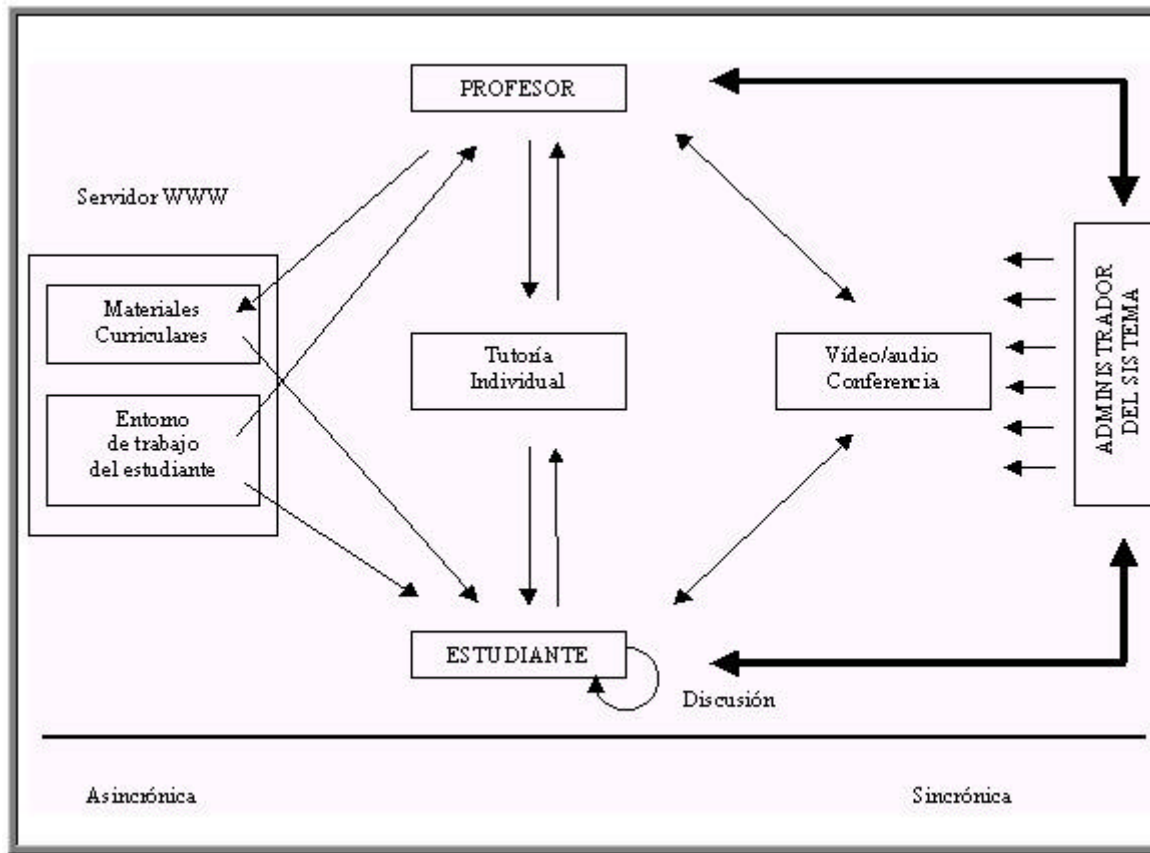 PROFESOR
Servidor WWW
Materiales
Curriculares
Tutoría
Individual
Vídeo/audio
Conferencia
ADMINISTRADOR
DEL SISTEMA
Entorno
de trabajo
del estudiante
ESTUDIANTE
Discusión
Asincrónica
Sincrónica